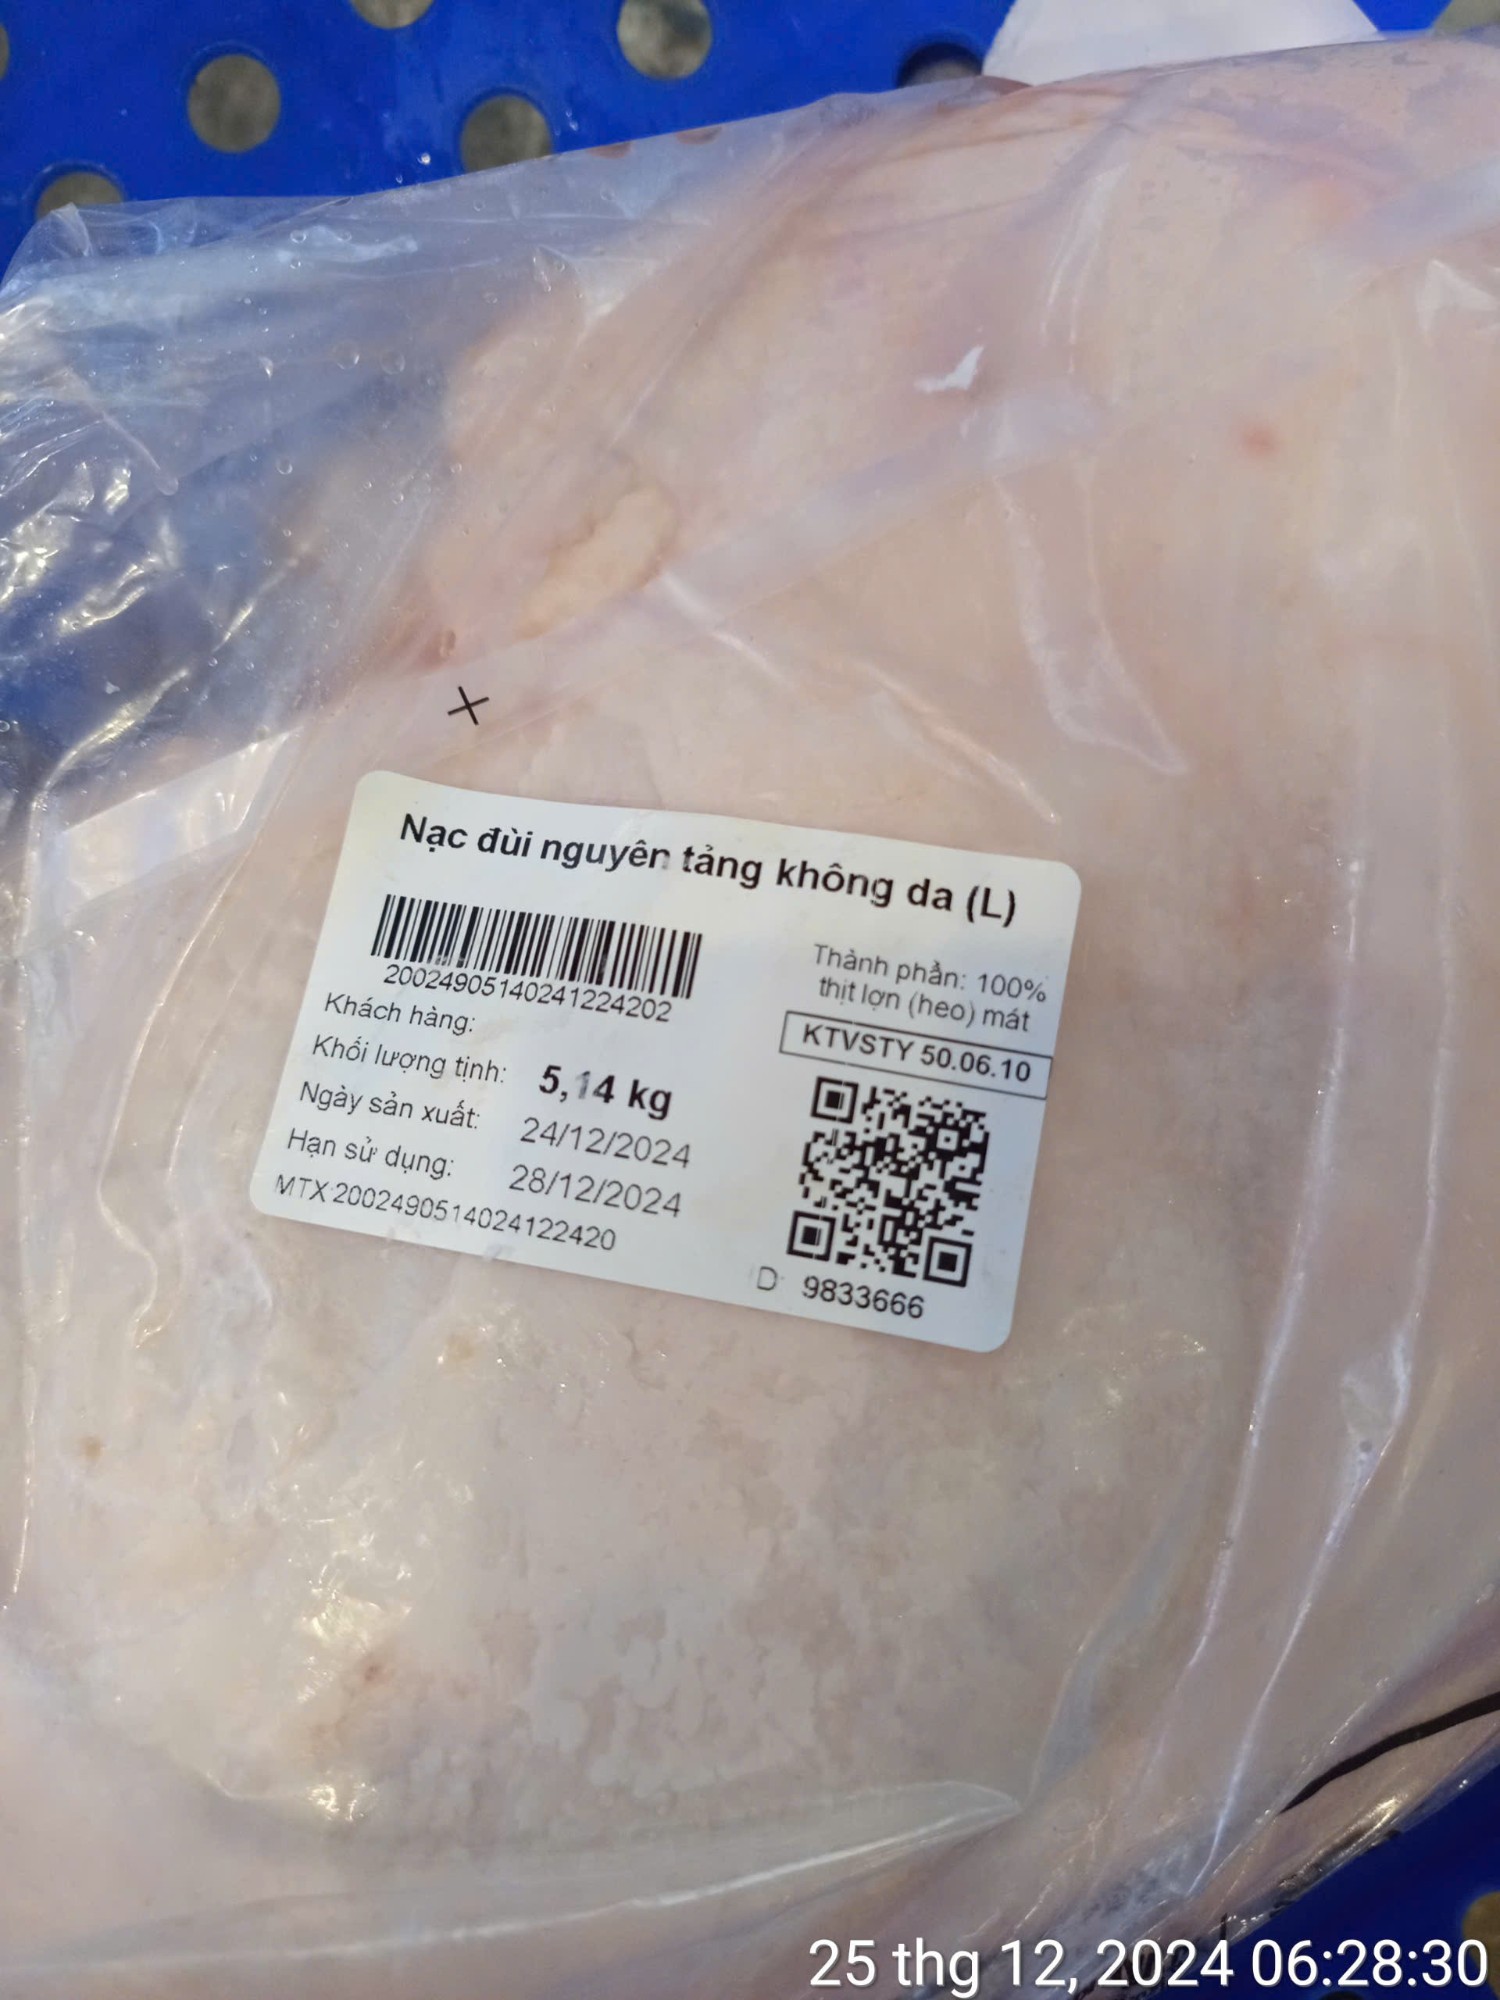 Nạc đùi nguyên tảng không da (L)
20024905140241224202
Thành phần: 100%
thịt lợn (heo) mát
KTVSTY 50.06.10
Khách hàng:
Khối lượng tịnh: 5,14 kg
Ngày sản xuất: 24/12/2024
Hạn sử dụng: 28/12/2024
MTX:2002490514024122420
ID: 9833666
25 thg 12, 2024 06:28:30